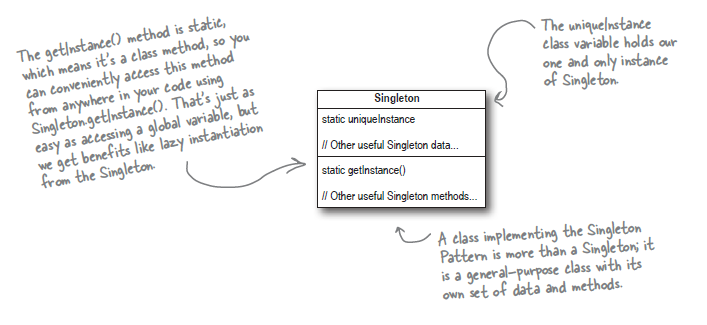 The getInstance() method is static,
which means it's a class method, so you
can conveniently access this method
from anywhere in your code using
Singleton.getInstance(). That's just as
easy as accessing a global variable, but
we get benefits like lazy instantiation
from the Singleton.
The uniqueInstance
class variable holds our
one and only instance
of Singleton.
Singleton
static uniqueInstance
// Other useful Singleton data...
static getInstance()
// Other useful Singleton methods...
A class implementing the Singleton
Pattern is more than a Singleton; it
is a general-purpose class with its
own set of data and methods.